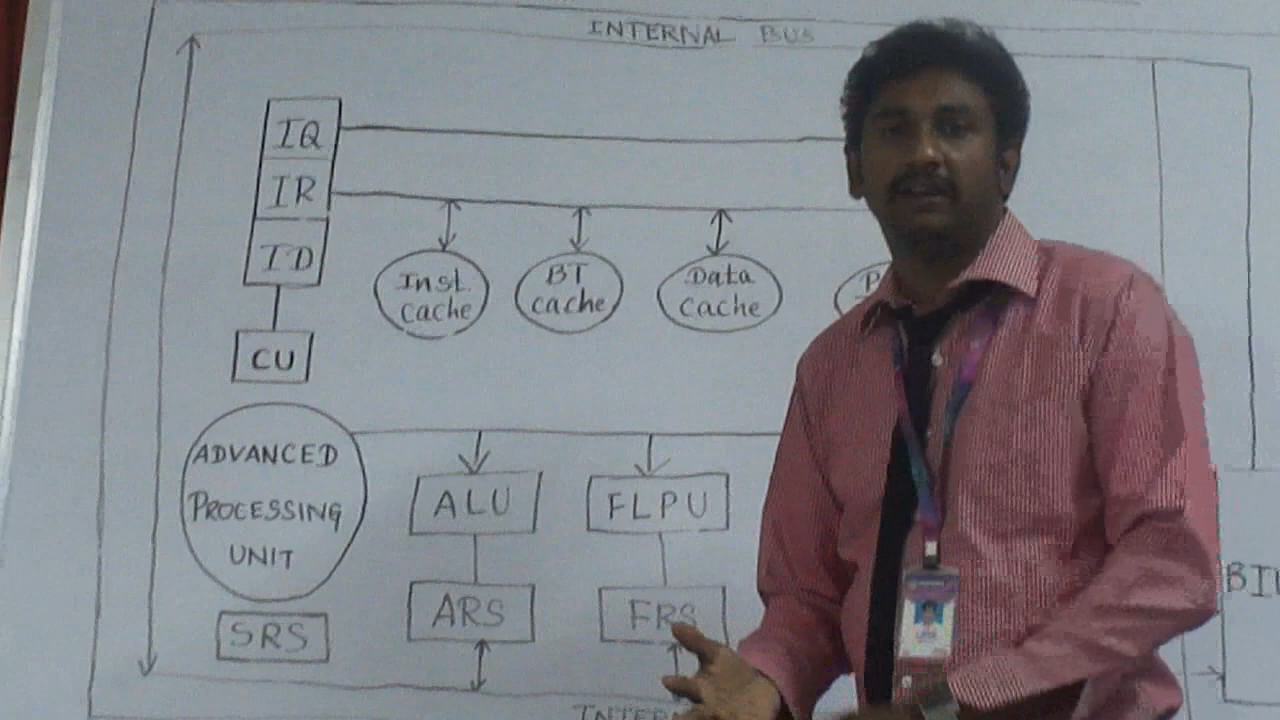 INTERNAL BUS
IQ
IR
ID
CU
Inst.
cache
BT
cache
Data
cache
ADVANCED
PROCESSING
UNIT
SRS
ALU
FLPU
ARS
FRS